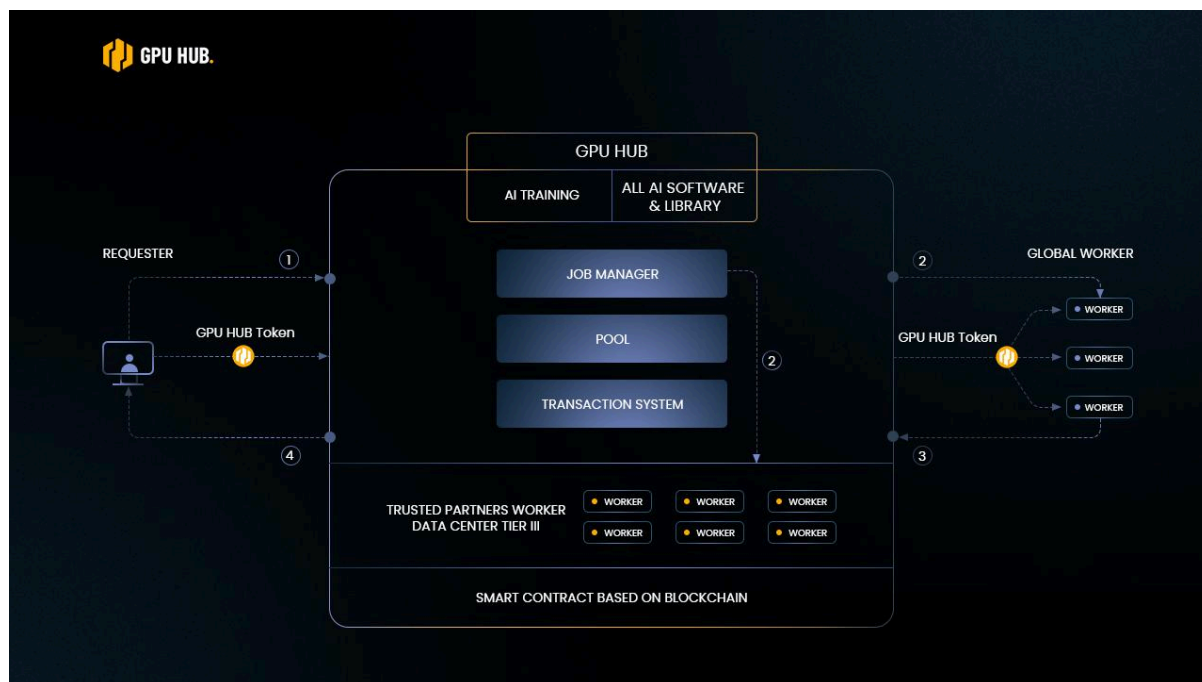 GPU HUB.
GPU HUB
AI TRAINING
ALL AI SOFTWARE
& LIBRARY
REQUESTER
1
GPU HUB Token
4
JOB MANAGER
POOL
TRANSACTION SYSTEM
2
2
GLOBAL WORKER
GPU HUB Token
WORKER
WORKER
WORKER
3
TRUSTED PARTNERS WORKER
DATA CENTER TIER III
WORKER WORKER WORKER
WORKER WORKER WORKER
SMART CONTRACT BASED ON BLOCKCHAIN